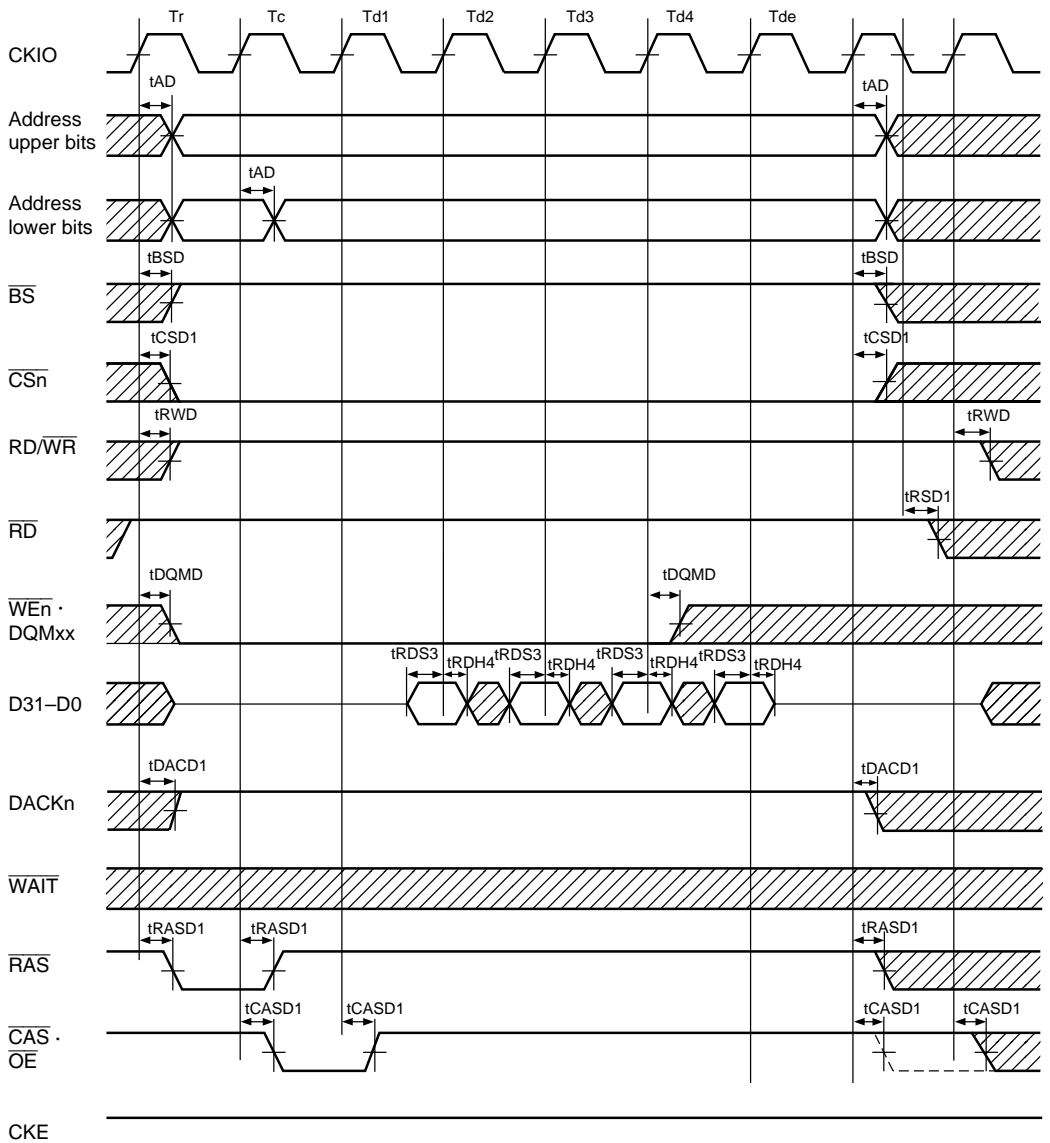 Tr Tc Td1 Td2 Td3 Td4 Tde
CKIO
tAD tAD
Address
upper bits
tAD
Address
lower bits
tBSD tBSD
BS
tCSD1 tCSD1
CSn
tRWD tRWD
RD/WR
tRSD1
RD
tDQMD tDQMD
WEn ·
DQMxx
tRDS3 tRDH4 tRDS3 tRDH4 tRDS3 tRDH4 tRDS3 tRDH4
D31–D0
tDACD1 tDACD1
DACKn
WAIT
tRASD1 tRASD1 tRASD1
RAS
tCASD1 tCASD1 tCASD1 tCASD1
CAS ·
OE
CKE